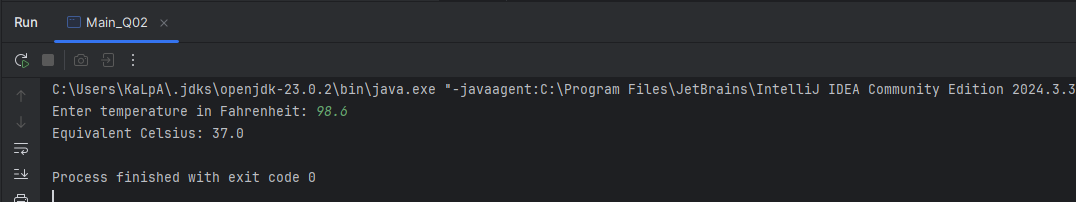 Run Main_Q02
C:\Users\KaLpA\.jdks\openjdk-23.0.2\bin\java.exe "-javaagent:C:\Program Files\JetBrains\IntelliJ IDEA Community Edition 2024.3.3
Enter temperature in Fahrenheit: 98.6
Equivalent Celsius: 37.0
Process finished with exit code 0